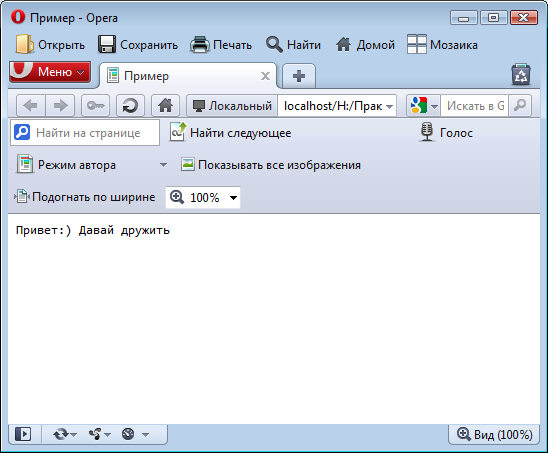 Пример - Opera
Открыть Сохранить Печать Найти Домой Мозаика
Меню Пример
Локальный localhost/H:/Прак Искать в G
Найти на странице Найти следующее Голос
Режим автора Показывать все изображения
Подогнать по ширине 100%
Привет:) Давай дружить
Вид (100%)